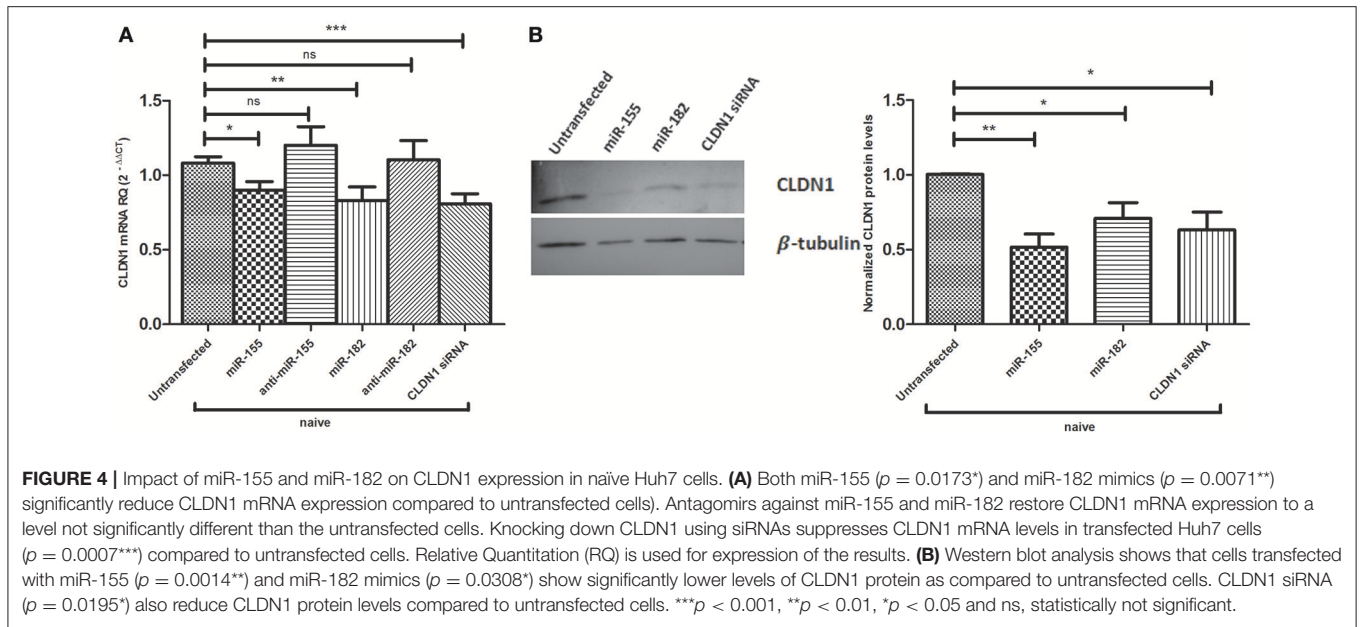 A
***
ns
**
ns
*
CLDN1 mRNA RQ (2^-ΔΔCT)
1.5
1.0
0.5
0.0
Untransfected
miR-155
anti-miR-155
miR-182
anti-miR-182
CLDN1 siRNA
naive
B
Untransfected
miR-155
miR-182
CLDN1 siRNA
CLDN1
β-tubulin
*
*
**
Normalized CLDN1 protein levels
1.5
1.0
0.5
0.0
Untransfected
miR-155
miR-182
CLDN1 siRNA
naive
FIGURE 4 | Impact of miR-155 and miR-182 on CLDN1 expression in naïve Huh7 cells. (A) Both miR-155 (p = 0.0173*) and miR-182 mimics (p = 0.0071**)
significantly reduce CLDN1 mRNA expression compared to untransfected cells). Antagomirs against miR-155 and miR-182 restore CLDN1 mRNA expression to a
level not significantly different than the untransfected cells. Knocking down CLDN1 using siRNAs suppresses CLDN1 mRNA levels in transfected Huh7 cells
(p = 0.0007***) compared to untransfected cells. Relative Quantitation (RQ) is used for expression of the results. (B) Western blot analysis shows that cells transfected
with miR-155 (p = 0.0014**) and miR-182 mimics (p = 0.0308*) show significantly lower levels of CLDN1 protein as compared to untransfected cells. CLDN1 siRNA
(p = 0.0195*) also reduce CLDN1 protein levels compared to untransfected cells. ***p < 0.001, **p < 0.01, *p < 0.05 and ns, statistically not significant.